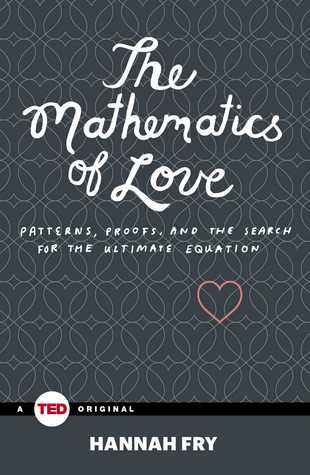 The
Mathematics
of Love
PATTERNS, PROOFS, AND THE SEARCH
FOR THE ULTIMATE EQUATION
A TED ORIGINAL
HANNAH FRY